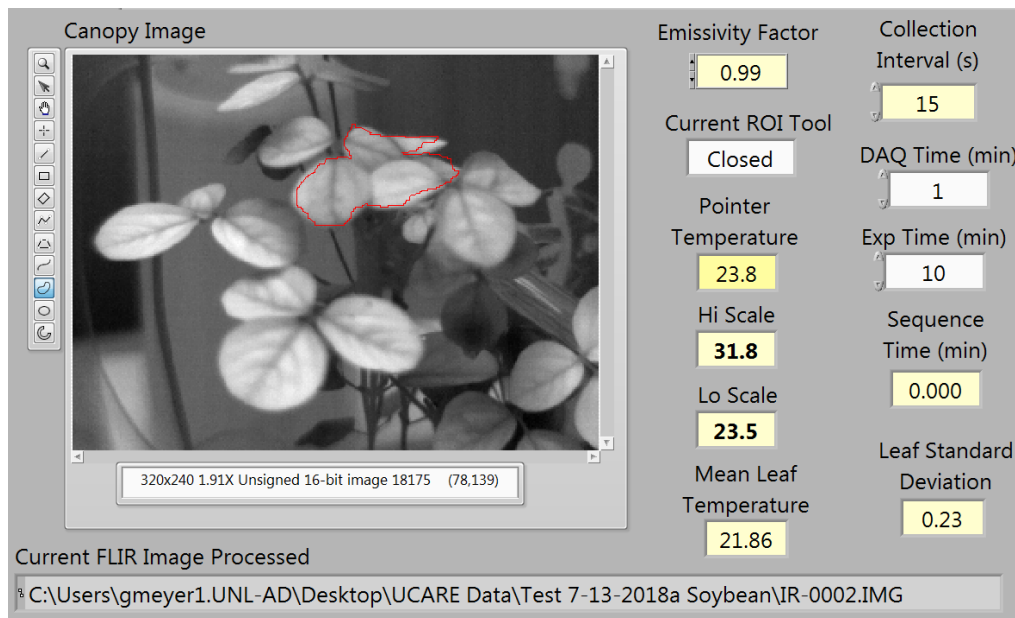 Canopy Image
320x240 1.91X Unsigned 16-bit image 18175 (78,139)
Emissivity Factor
0.99
Current ROI Tool
Closed
Pointer
Temperature
23.8
Hi Scale
31.8
Lo Scale
23.5
Mean Leaf
Temperature
21.86
Collection
Interval (s)
15
DAQ Time (min)
1
Exp Time (min)
10
Sequence
Time (min)
0.000
Leaf Standard
Deviation
0.23
Current FLIR Image Processed
C:\Users\gmeyer1.UNL-AD\Desktop\UCARE Data\Test 7-13-2018a Soybean\IR-0002.IMG